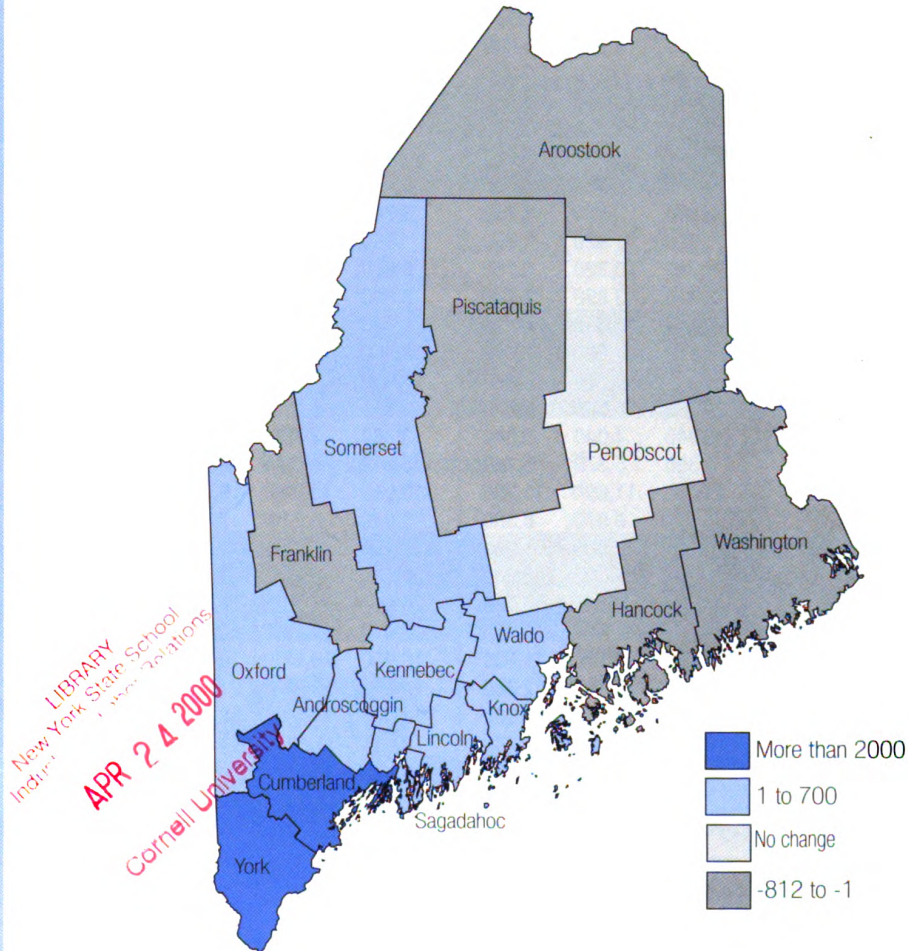 Aroostook
Piscataquis
Penobscot
Somerset
Washington
Franklin
Hancock
Waldo
Oxford
Kennebec
Androscoggin
Knox
Lincoln
Cumberland
Sagadahoc
York
More than 2000
1 to 700
No change
-812 to -1
LIBRARY
New York State School
Relations
APR 24 2000
Cornell University